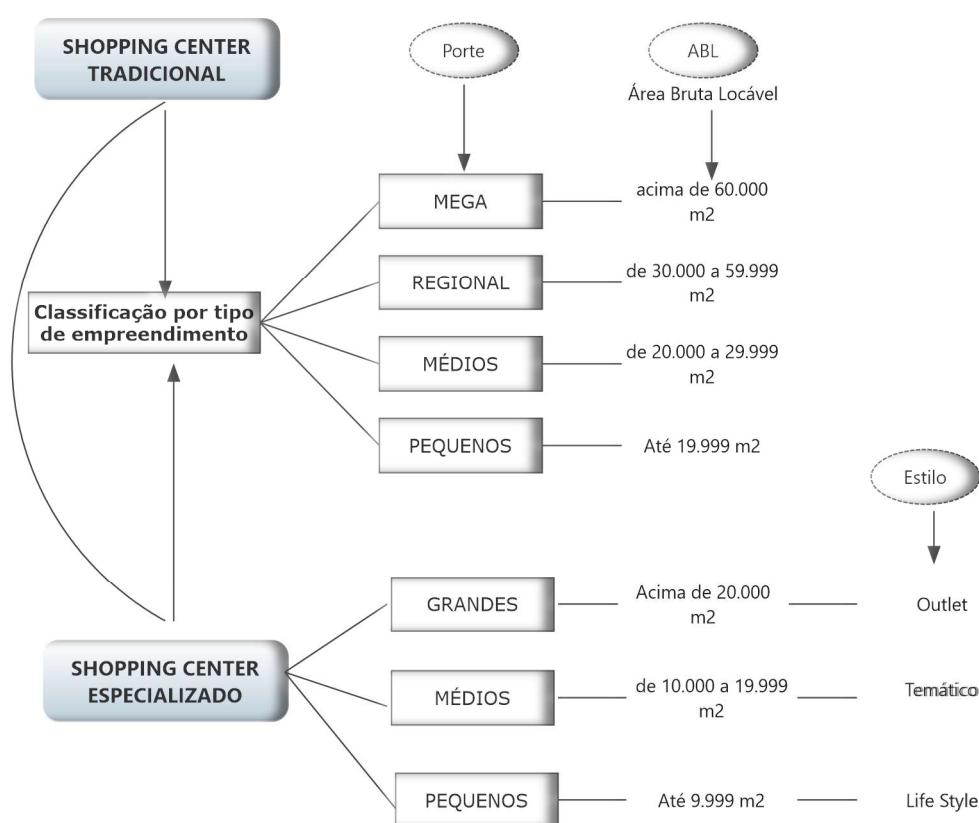 SHOPPING CENTER
TRADICIONAL
Porte
ABL
Área Bruta Locável
MEGA
acima de 60.000
m2
REGIONAL
de 30.000 a 59.999
m2
Classificação por tipo
de empreendimento
MÉDIOS
de 20.000 a 29.999
m2
PEQUENOS
Até 19.999 m2
Estilo
GRANDES
Acima de 20.000
m2
Outlet
SHOPPING CENTER
ESPECIALIZADO
MÉDIOS
de 10.000 a 19.999
m2
Temático
PEQUENOS
Até 9.999 m2
Life Style